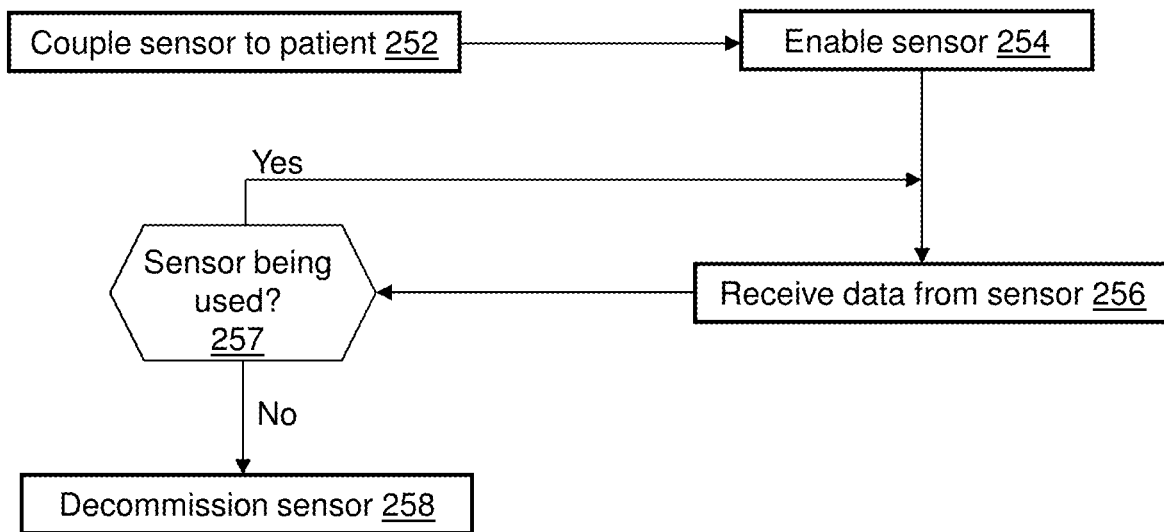 Couple sensor to patient 252
Enable sensor 254
Yes
Sensor being
used?
257
Receive data from sensor 256
No
Decommission sensor 258